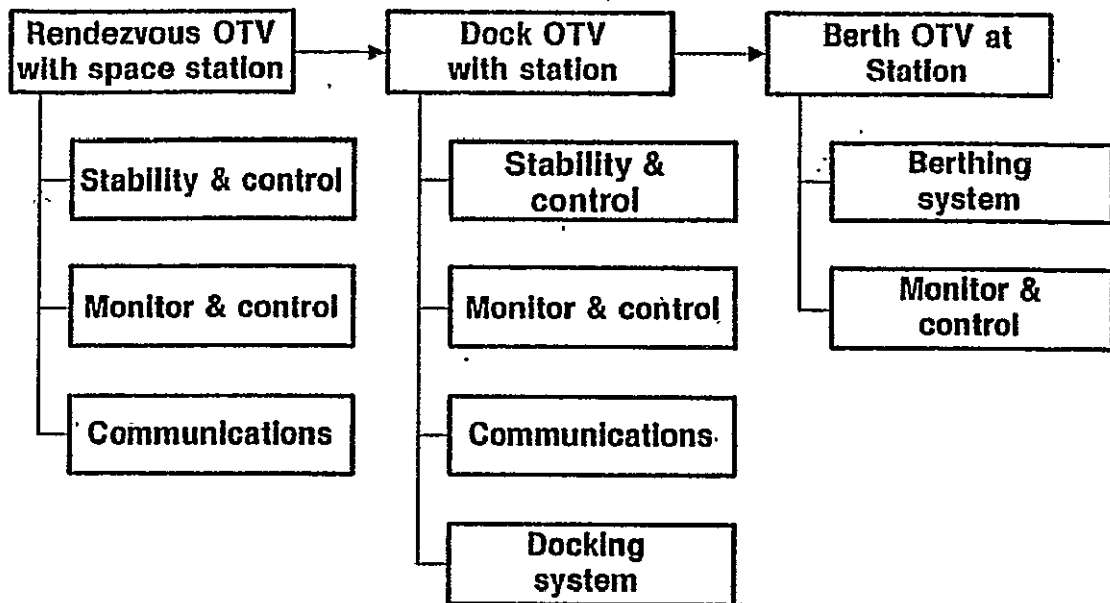 Rendezvous OTV
with space station
Dock OTV
with station
Berth OTV at
Station
Stability & control
Monitor & control
Communications
Stability &
control
Monitor & control
Communications
Docking
system
Berthing
system
Monitor &
control